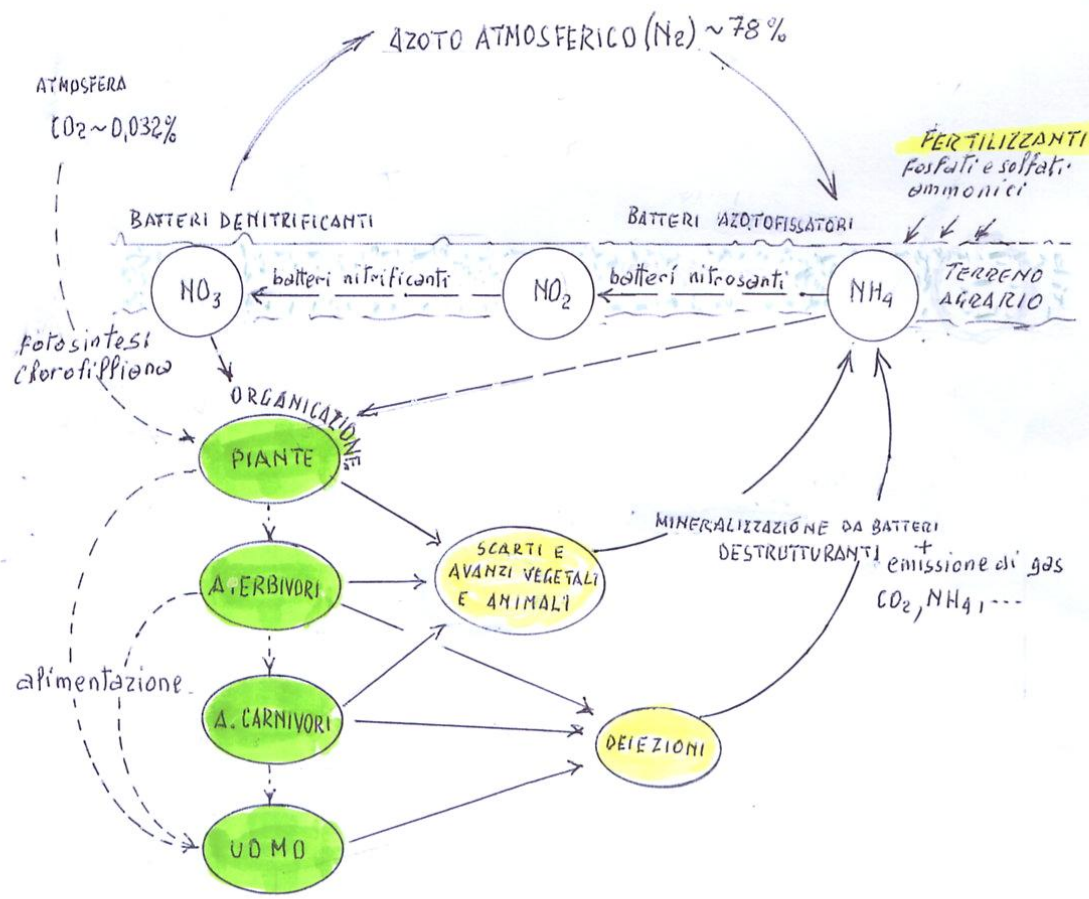 AZOTO ATMOSFERICO (N2) ~78%
ATMOSFERA
CO2 ~ 0,032%
FERTILIZZANTI
Fosfati e solfati
ammonici
BATTERI DENITRIFICANTI
BATTERI AZOTOFISSATORI
NO3
batteri nitrificanti
NO2
batteri nitrosanti
NH4
TERRENO
AGRARIO
Fotosintesi
Clorofilliana
ORGANICAZIONE
PIANTE
SCARTI E
AVANZI VEGETALI
E ANIMALI
MINERALIZZAZIONE DA BATTERI
DESTRUTTURANTI
+
emissione di gas
CO2, NH4, ---
A. ERBIVORI
alimentazione
A. CARNIVORI
DEIEZIONI
UOMO